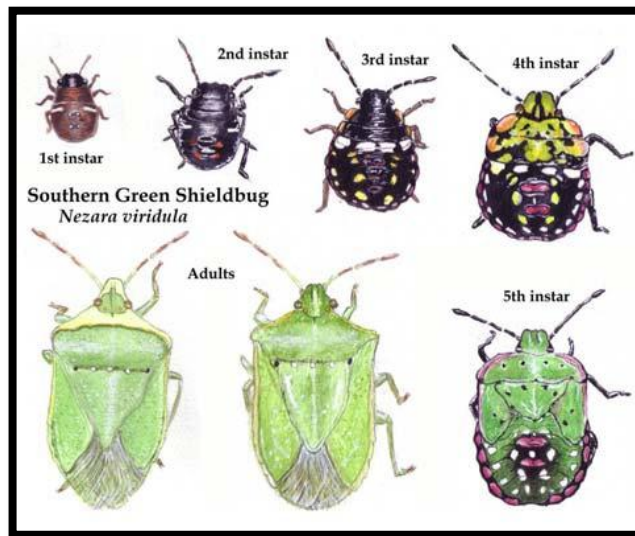 2nd instar
3rd instar
4th instar
1st instar
Southern Green Shieldbug
Nezara viridula
Adults
5th instar